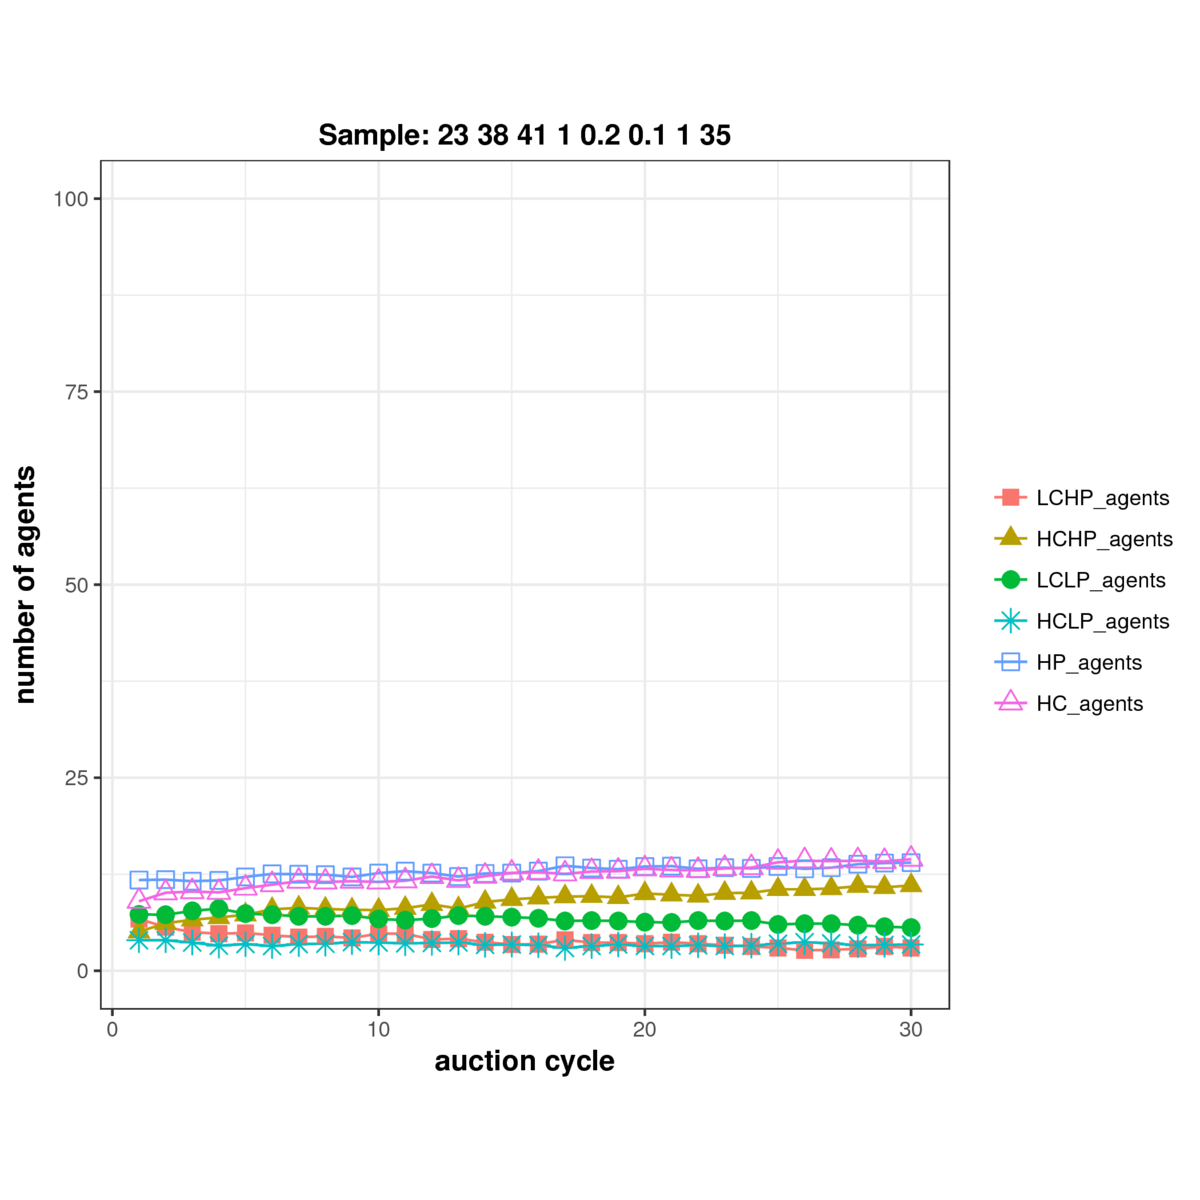 Sample: 23 38 41 1 0.2 0.1 1 35
100
75
50
25
0
number of agents
0 10 20 30
auction cycle
LCHP_agents
HCHP_agents
LCLP_agents
HCLP_agents
HP_agents
HC_agents